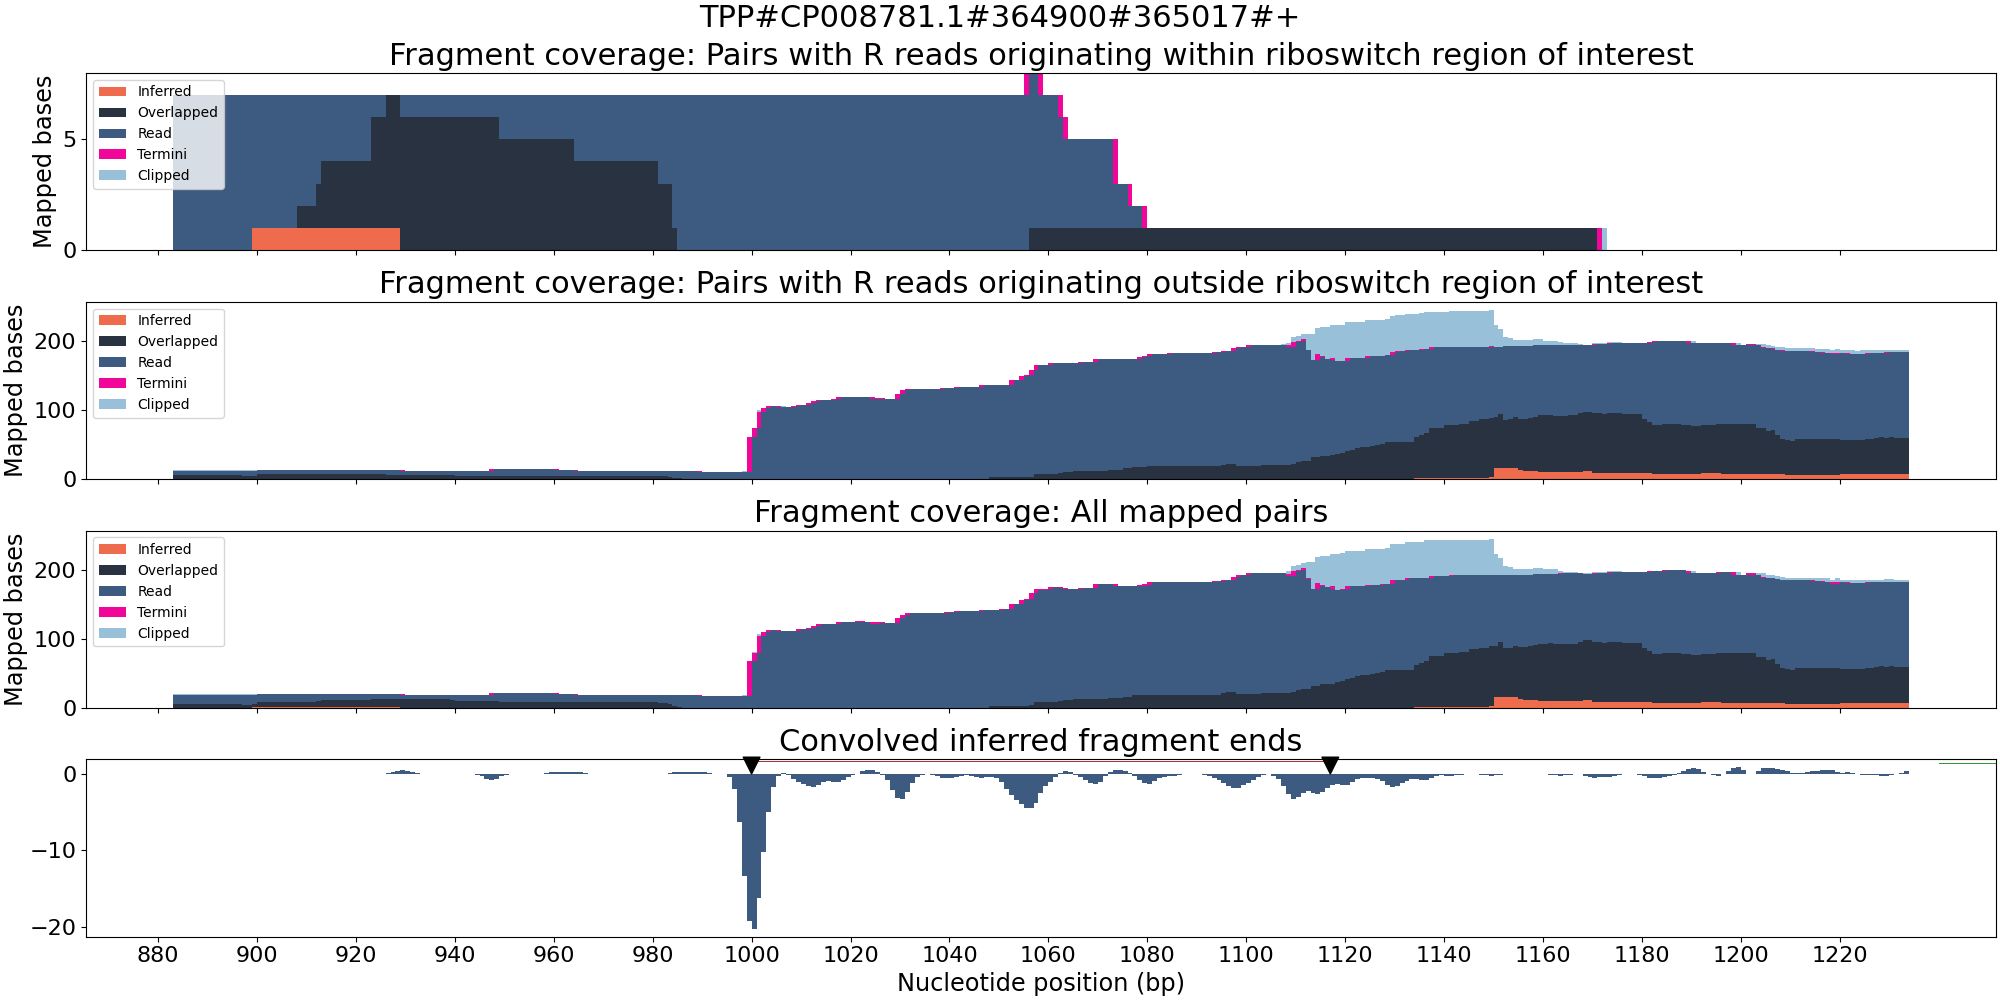 TPP#CP008781.1#364900#365017#+
Fragment coverage: Pairs with R reads originating within riboswitch region of interest
Mapped bases
5
0
Inferred
Overlapped
Read
Termini
Clipped
Fragment coverage: Pairs with R reads originating outside riboswitch region of interest
Mapped bases
200
100
0
Inferred
Overlapped
Read
Termini
Clipped
Fragment coverage: All mapped pairs
Mapped bases
200
100
0
Inferred
Overlapped
Read
Termini
Clipped
Convolved inferred fragment ends
0
−10
−20
880 900 920 940 960 980 1000 1020 1040 1060 1080 1100 1120 1140 1160 1180 1200 1220
Nucleotide position (bp)